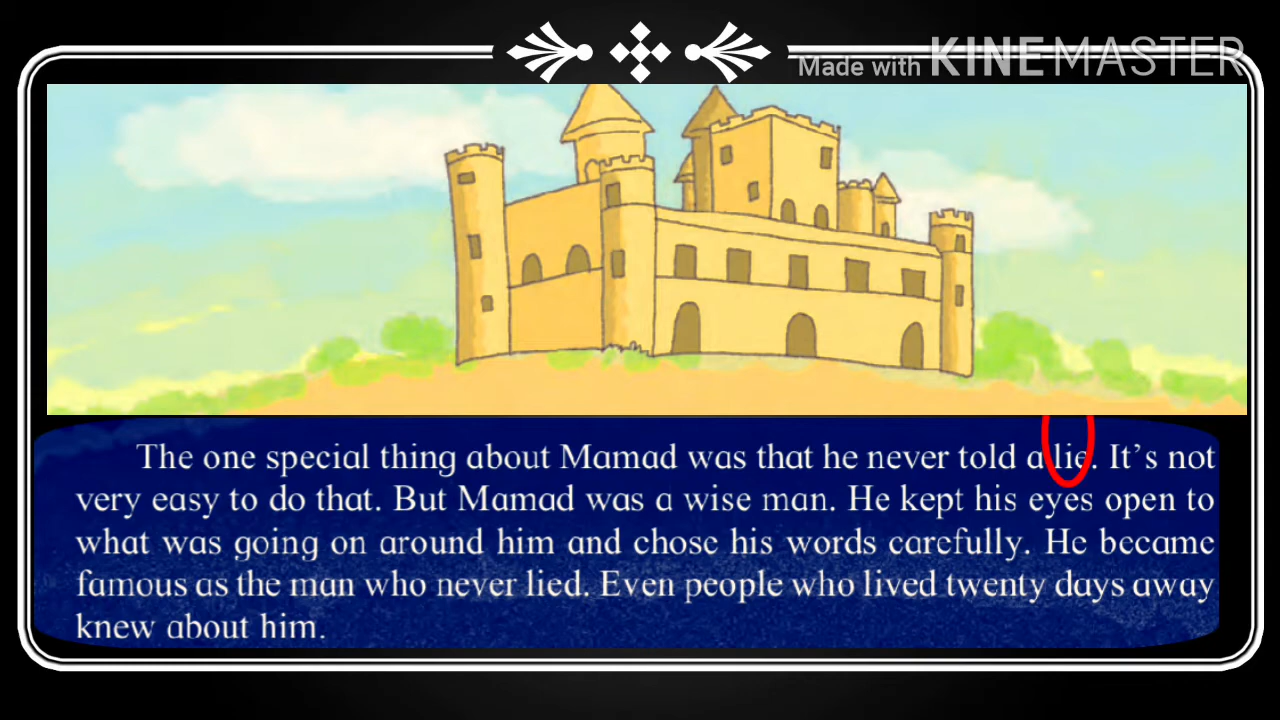 Made with KINEMASTER
The one special thing about Mamad was that he never told a lie. It's not
very easy to do that. But Mamad was a wise man. He kept his eyes open to
what was going on around him and chose his words carefully. He became
famous as the man who never lied. Even people who lived twenty days away
knew about him.